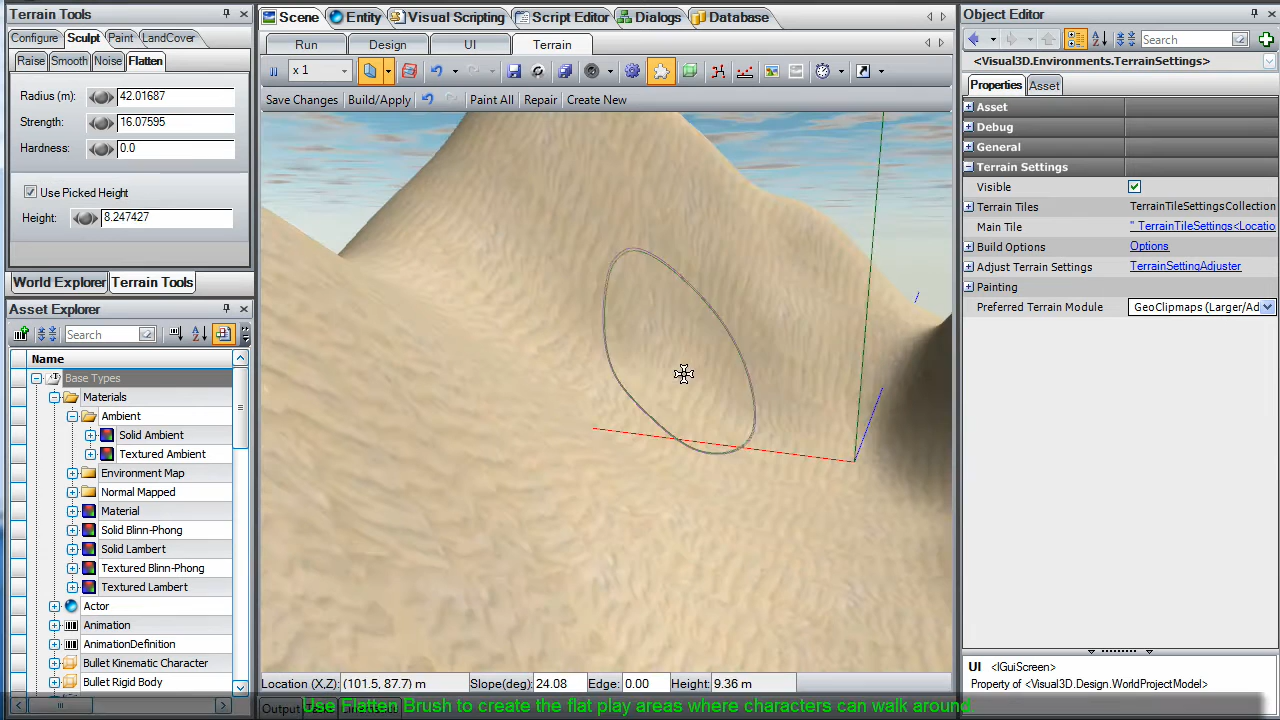 Terrain Tools
Configure Sculpt Paint LandCover
Raise Smooth Noise Flatten
Radius (m): 42.01687
Strength: 16.07595
Hardness: 0.0
Use Picked Height
Height: 8.247427
World Explorer Terrain Tools
Asset Explorer
Search
Name
Base Types
Materials
Ambient
Solid Ambient
Textured Ambient
Environment Map
Normal Mapped
Material
Solid Blinn-Phong
Solid Lambert
Textured Blinn-Phong
Textured Lambert
Actor
Animation
AnimationDefinition
Bullet Kinematic Character
Bullet Rigid Body
Scene Entity Visual Scripting Script Editor Dialogs Database
Run Design UI Terrain
x 1
Save Changes Build/Apply Paint All Repair Create New
Location (X,Z): (101.5, 87.7) m Slope(deg): 24.08 Edge: 0.00 Height: 9.36 m
Output
Use Flatten Brush to create the flat play areas where characters can walk around.
Object Editor
Search
<Visual3D.Environments.TerrainSettings>
Properties Asset
Asset
Debug
General
Terrain Settings
Visible
Terrain Tiles TerrainTileSettingsCollection
Main Tile " TerrainTileSettings<Locatio
Build Options Options
Adjust Terrain Settings TerrainSettingAdjuster
Painting
Preferred Terrain Module GeoClipmaps (Larger/Ad
UI <IGuiScreen>
Property of <Visual3D.Design.WorldProjectModel>